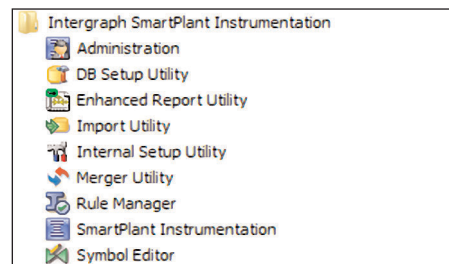 Intergraph SmartPlant Instrumentation
Administration
DB Setup Utility
Enhanced Report Utility
Import Utility
Internal Setup Utility
Merger Utility
Rule Manager
SmartPlant Instrumentation
Symbol Editor